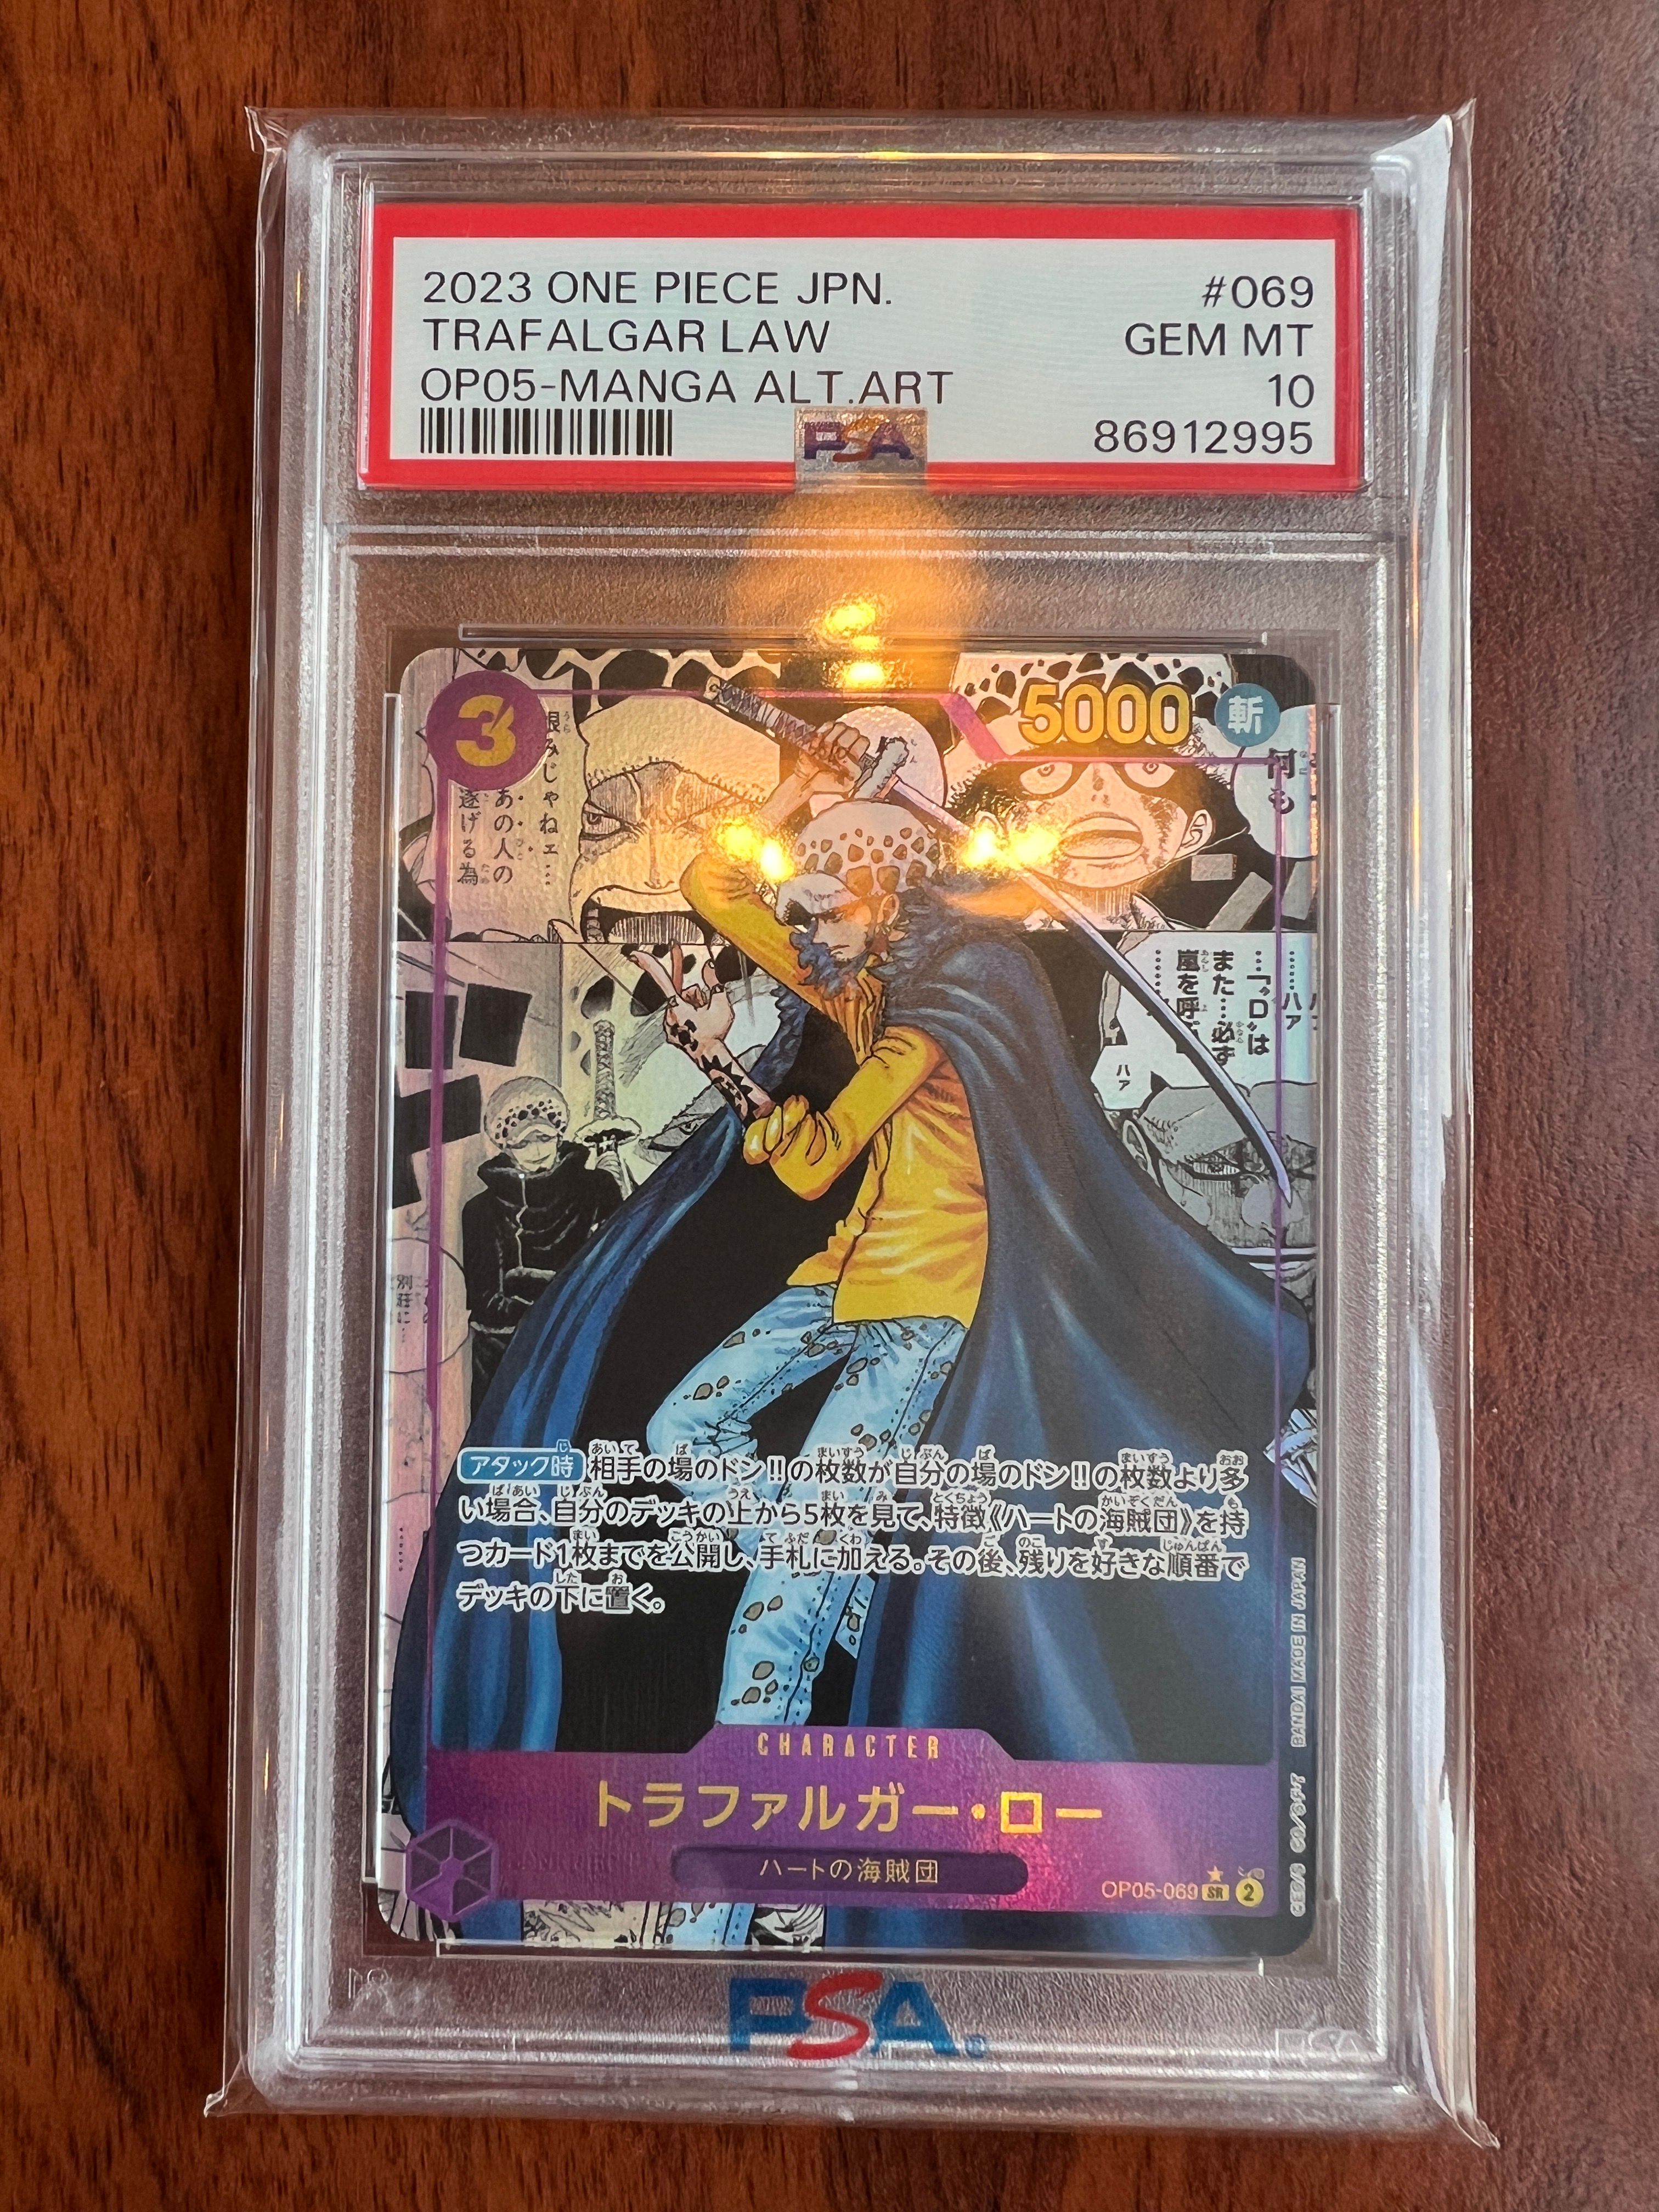 2023 ONE PIECE JPN.
#069
TRAFALGAR LAW
GEM MT
OP05-MANGA ALT.ART
10
PSA
86912995
3
5000
斬
恨みじゃねェ…
あの人の
遂げる為
何も
…「"D"は
また…必ず
嵐を呼
ハァ
ハァ
別荘に…
アタック時 相手の場のドン!!の枚数が自分の場のドン!!の枚数より多
い場合、自分のデッキの上から5枚を見て、特徴《ハートの海賊団》を持
つカード1枚までを公開し、手札に加える。その後、残りを好きな順番で
デッキの下に置く。
BANDAI MADE IN JAPAN
CHARACTER
トラファルガー・ロー
ハートの海賊団
OP05-069 SR 2
PSA